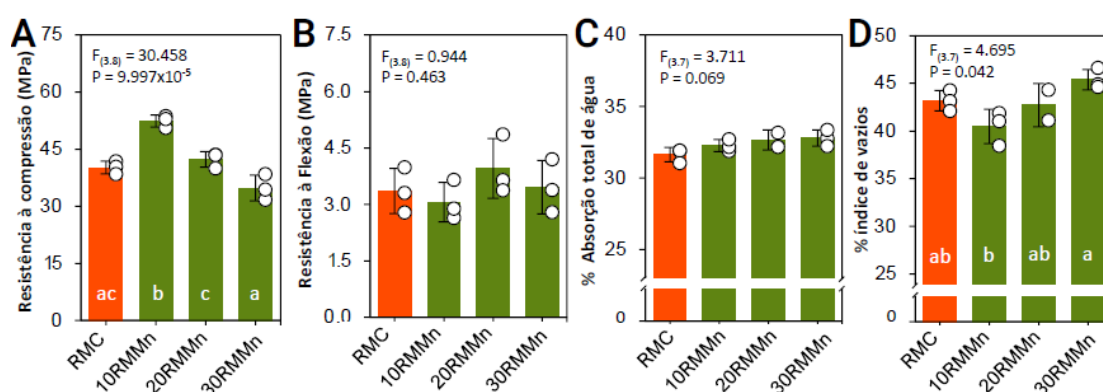 A
Resistência à compressão (MPa)
75
60
45
30
15
0
F(3.8) = 30.458
P = 9.997x10-5
ac
b
c
a
RMC
10RMMn
20RMMn
30RMMn
B
Resistência à Flexão (MPa)
7.5
6.0
4.5
3.0
1.5
0.0
F(3.8) = 0.944
P = 0.463
RMC
10RMMn
20RMMn
30RMMn
C
% Absorção total de água
40
35
30
25
0
F(3.7) = 3.711
P = 0.069
RMC
10RMMn
20RMMn
30RMMn
D
% índice de vazios
50
45
40
35
30
25
0
F(3.7) = 4.695
P = 0.042
ab
b
ab
a
RMC
10RMMn
20RMMn
30RMMn